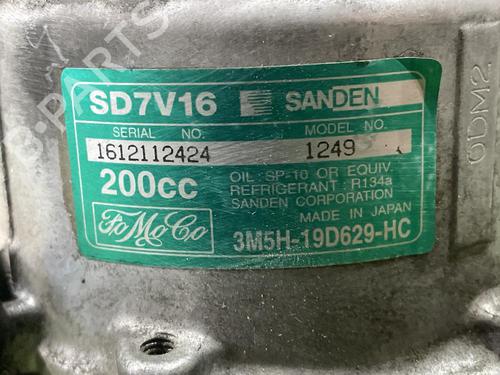 SD7V16 SANDEN
SERIAL NO. MODEL NO.
1612112424 1249
200cc
OIL : SP-10 OR EQUIV.
REFRIGERANT : R134a
SANDEN CORPORATION
MADE IN JAPAN
FoMoCo 3M5H-19D629-HC
GDM2